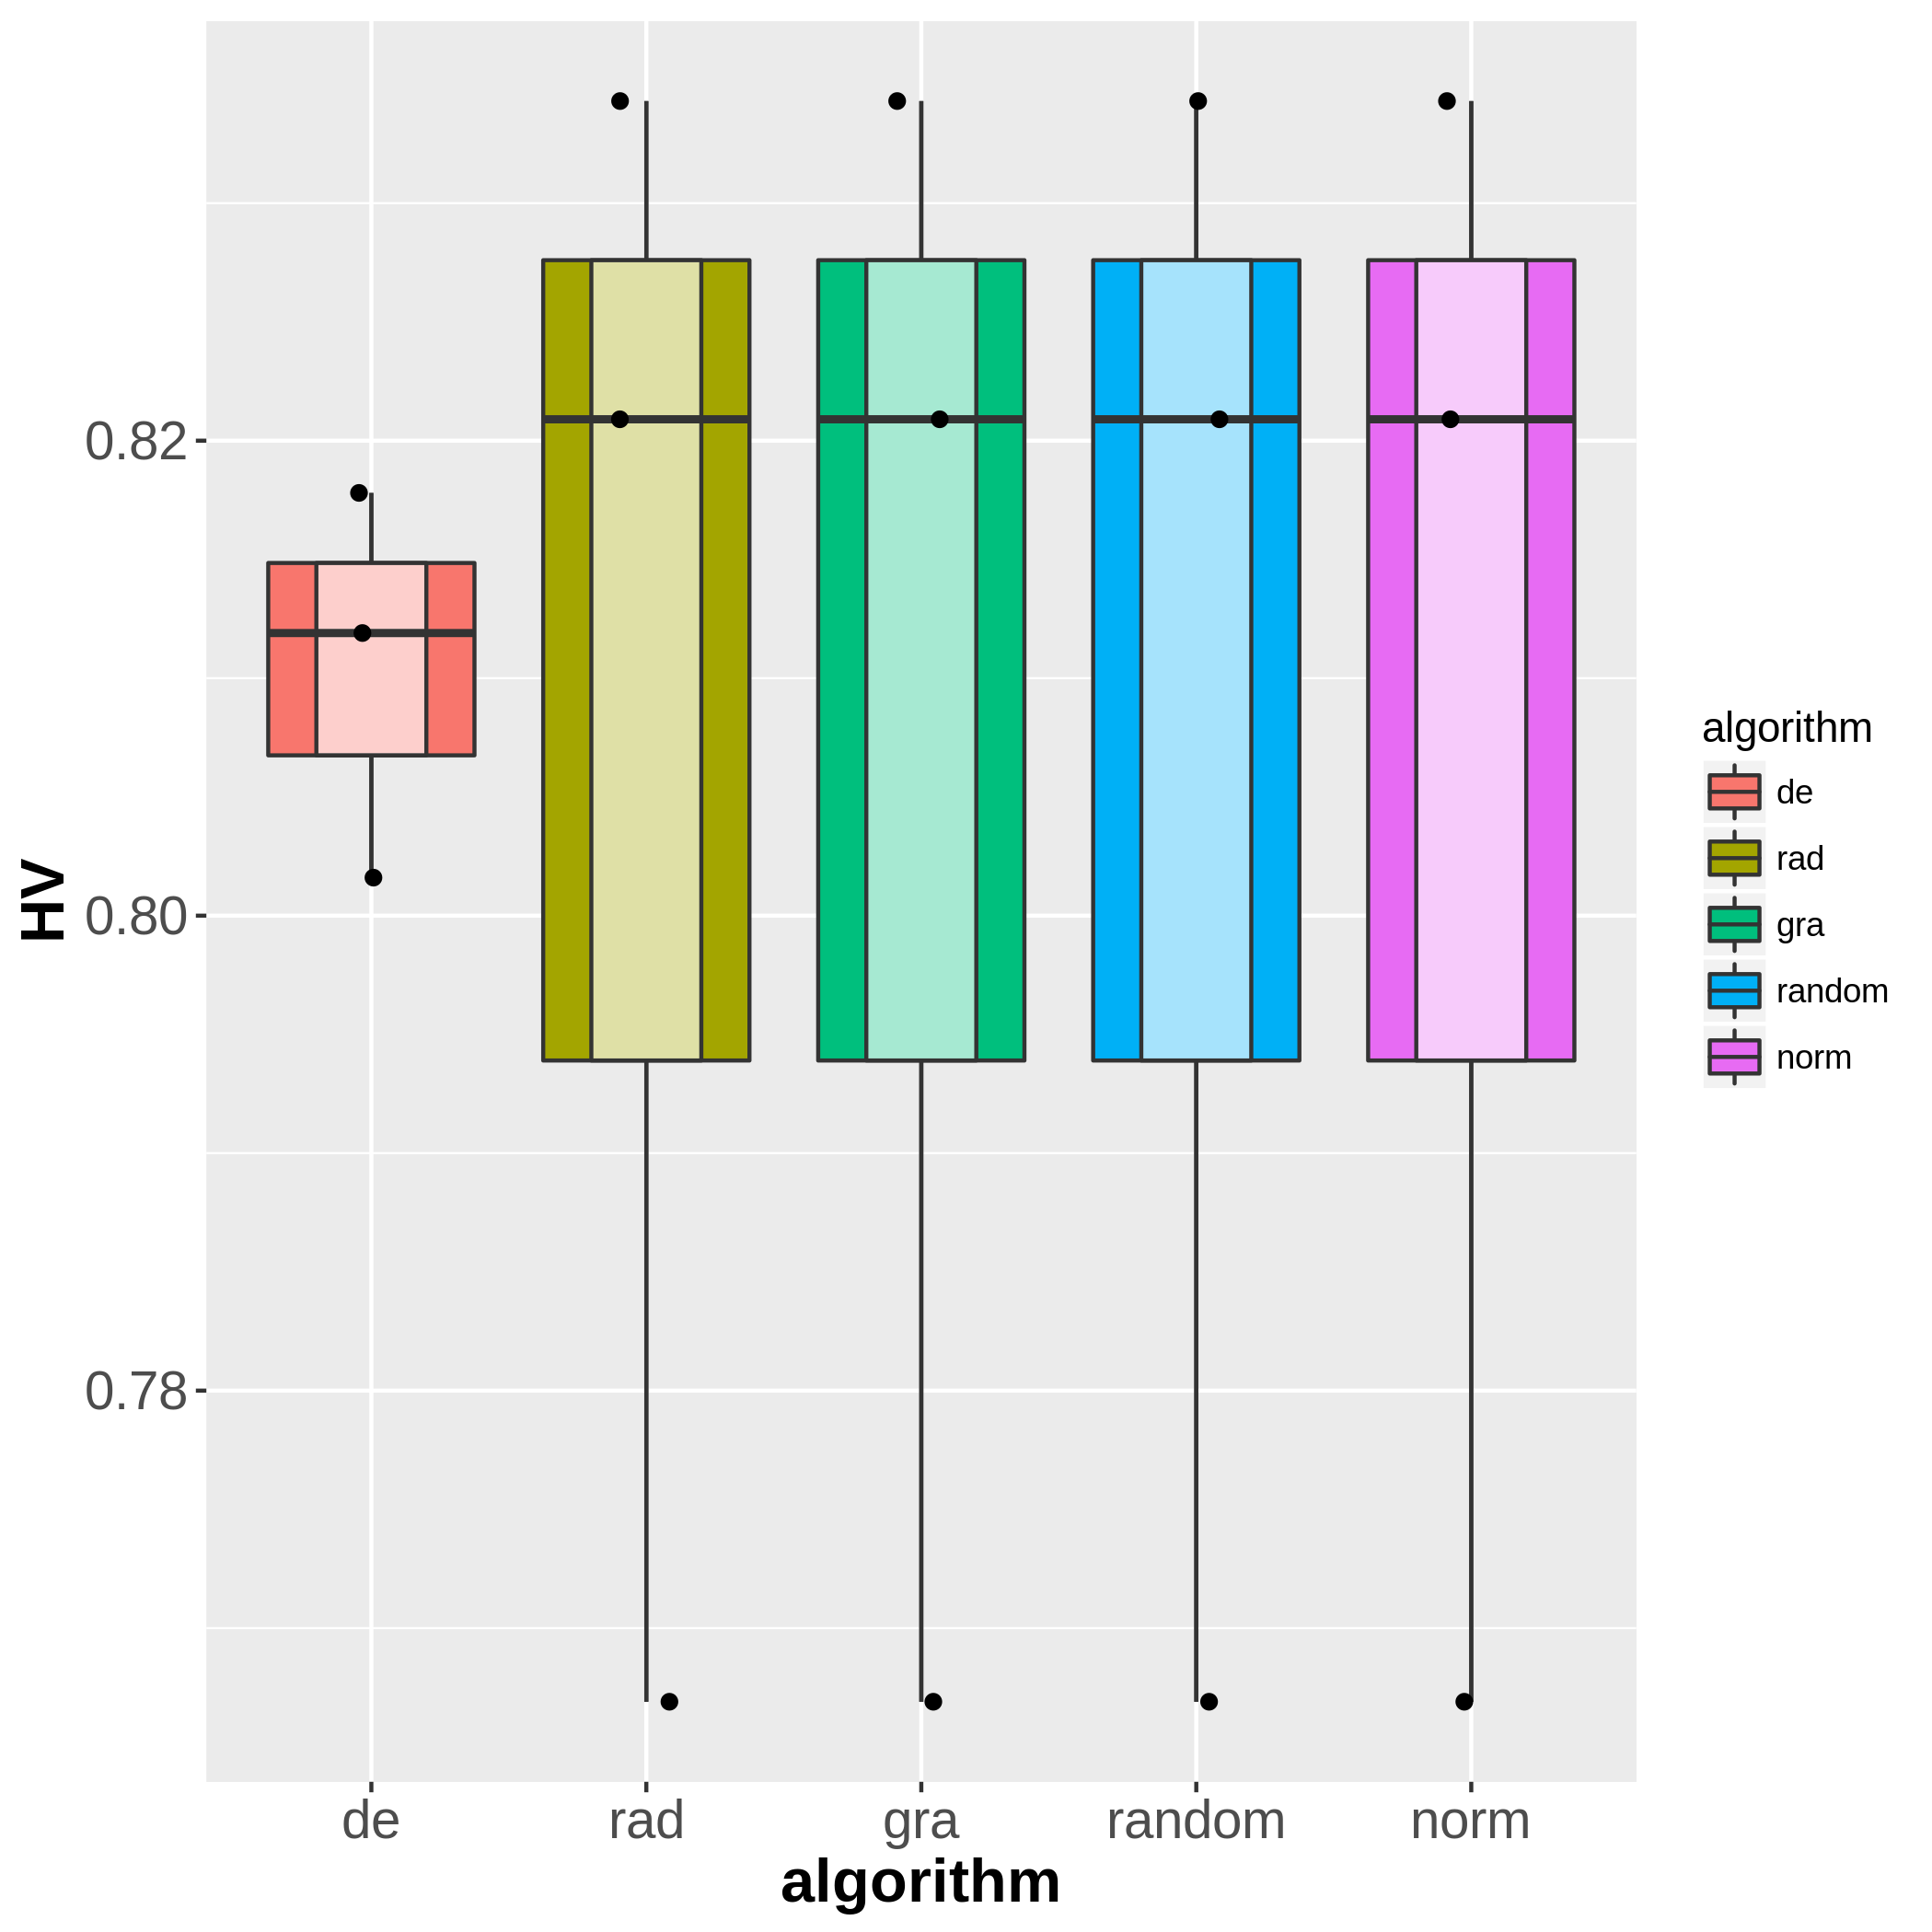 HV
0.82
0.80
0.78
de rad gra random norm
algorithm
algorithm
de
rad
gra
random
norm